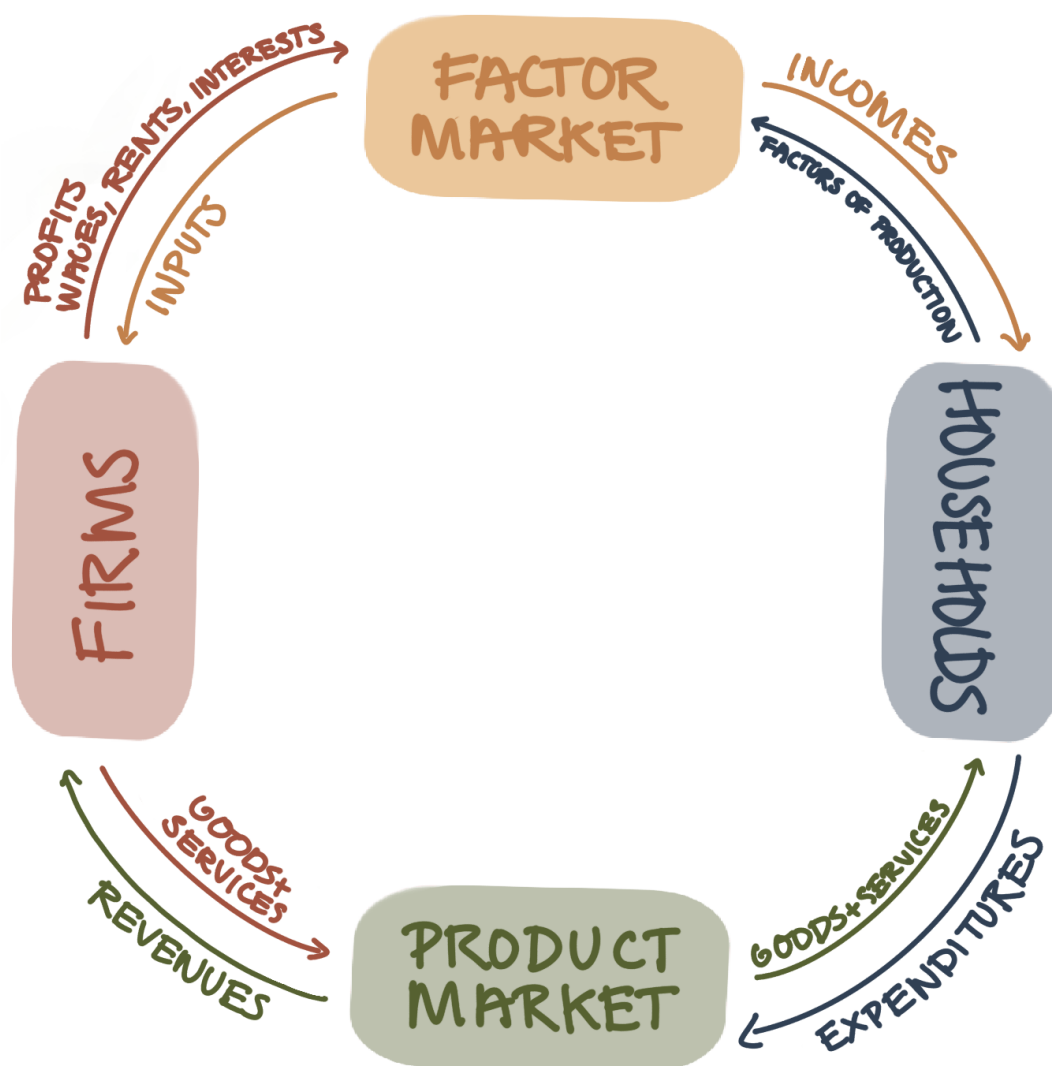 FACTOR
MARKET
PROFITS
WAGES, RENTS, INTERESTS
INPUTS
INCOMES
FACTORS OF PRODUCTION
FIRMS
HOUSEHOLDS
GOODS+
SERVICES
REVENUES
PRODUCT
MARKET
GOODS+SERVICES
EXPENDITURES